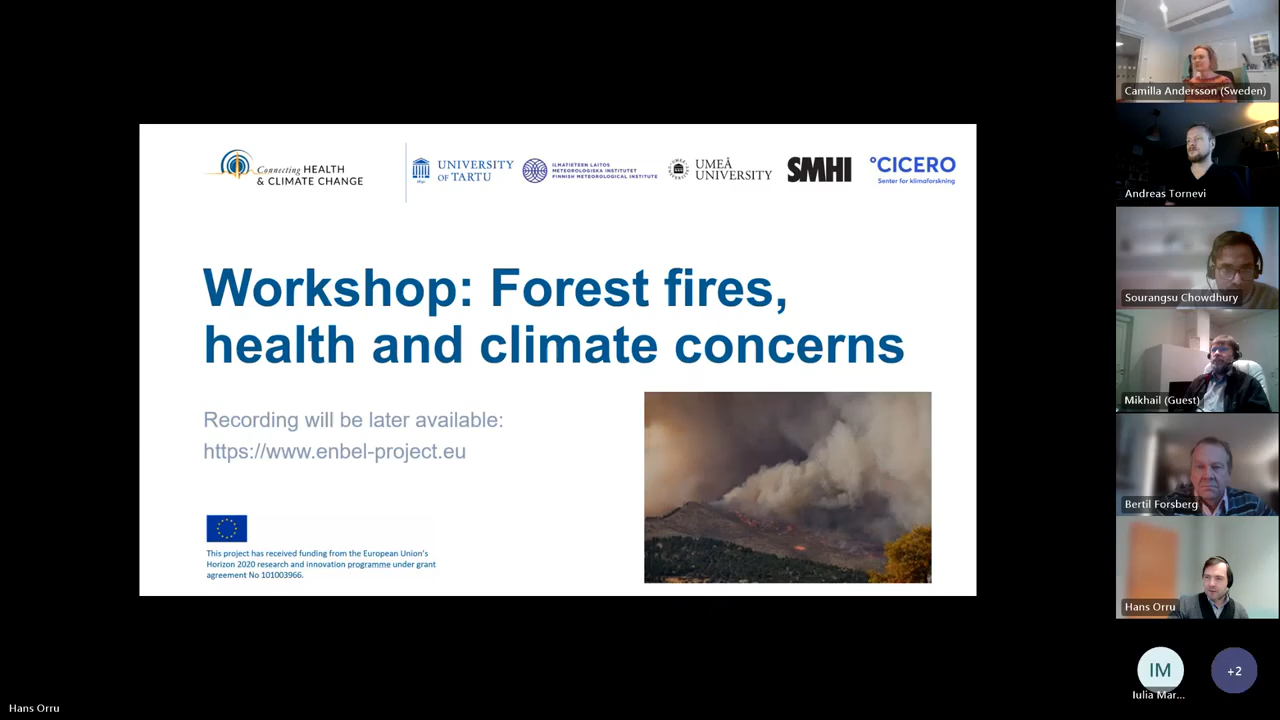 Connecting HEALTH
& CLIMATE CHANGE
UNIVERSITY
OF TARTU
ILMATIETEEN LAITOS
METEOROLOGISKA INSTITUTET
FINNISH METEOROLOGICAL INSTITUTE
UMEÅ
UNIVERSITY
SMHI
°CICERO
Senter for klimaforskning
Workshop: Forest fires,
health and climate concerns
Recording will be later available:
https://www.enbel-project.eu
This project has received funding from the European Union's
Horizon 2020 research and innovation programme under grant
agreement No 101003966.
Camilla Andersson (Sweden)
Andreas Tornevi
Sourangsu Chowdhury
Mikhail (Guest)
Bertil Forsberg
Hans Orru
IM
+2
Iulia Mar...
Hans Orru